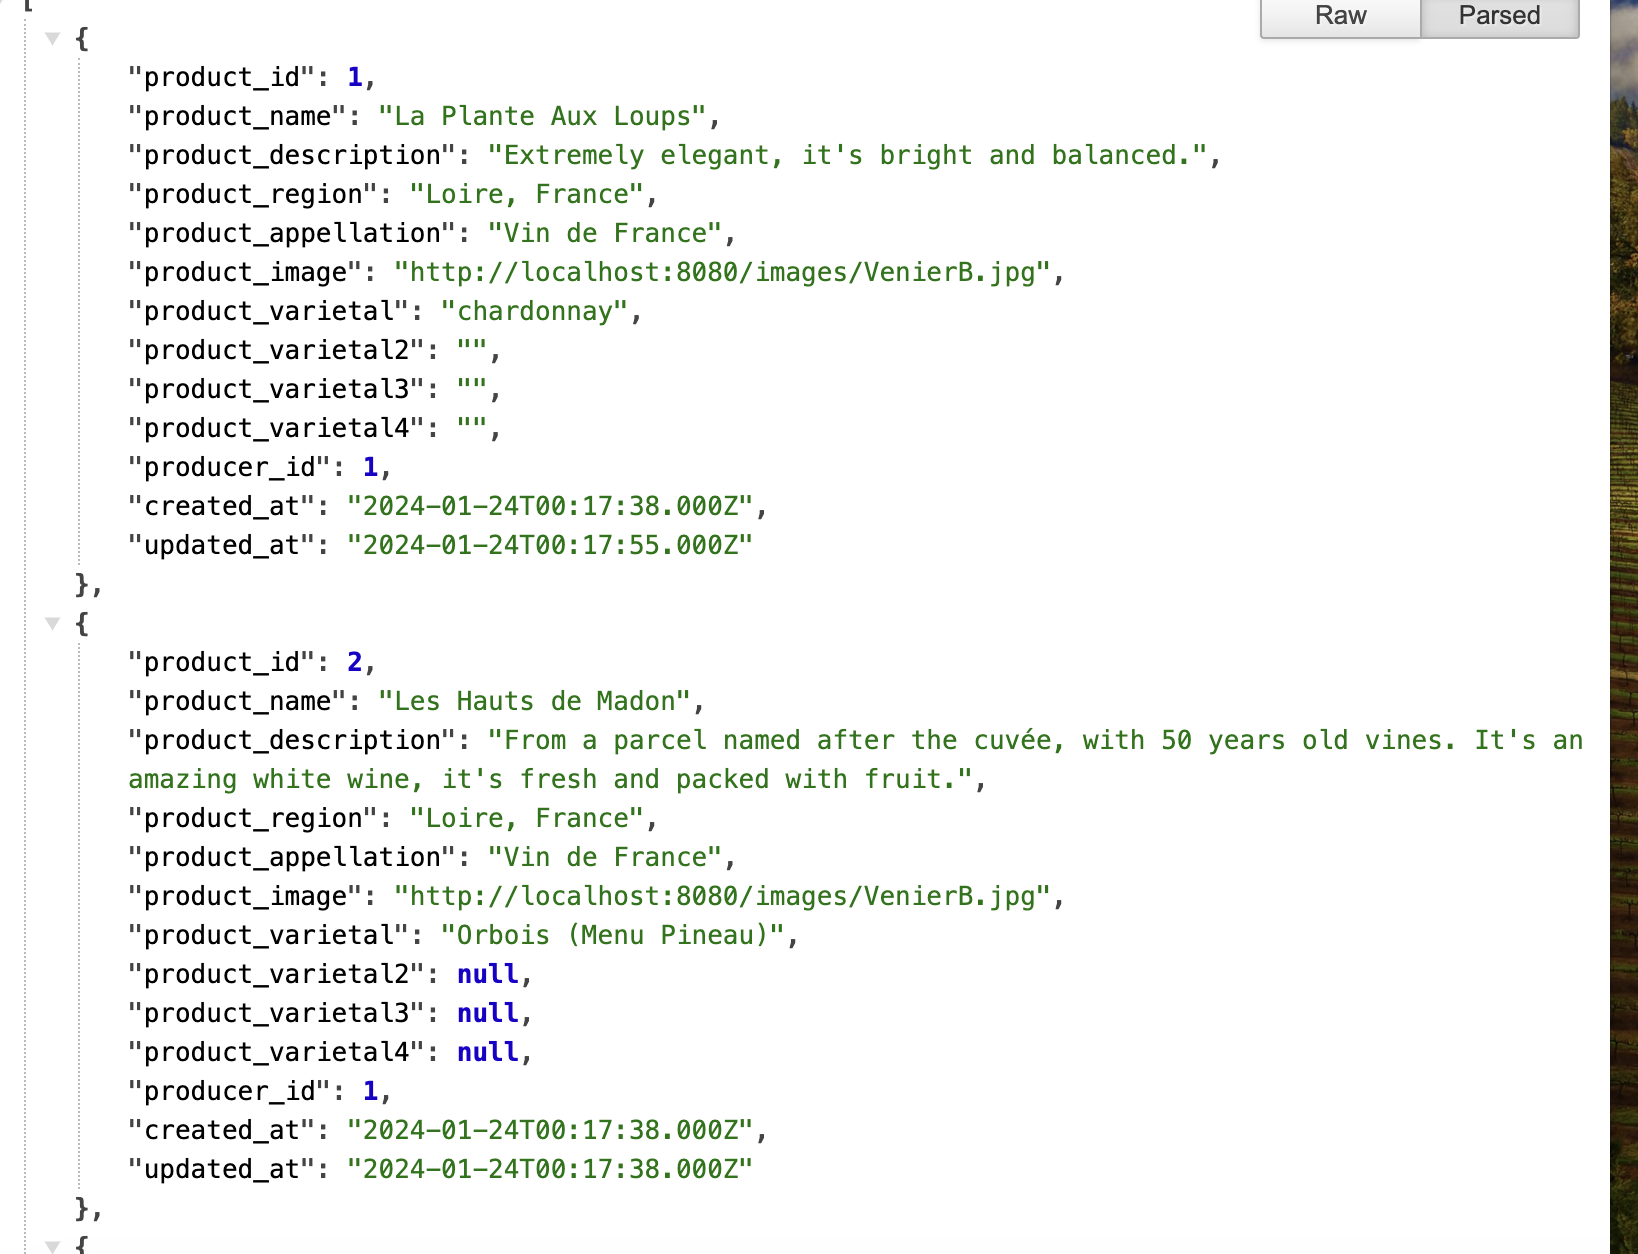 [
Raw Parsed
{
"product_id": 1,
"product_name": "La Plante Aux Loups",
"product_description": "Extremely elegant, it's bright and balanced.",
"product_region": "Loire, France",
"product_appellation": "Vin de France",
"product_image": "http://localhost:8080/images/VenierB.jpg",
"product_varietal": "chardonnay",
"product_varietal2": "",
"product_varietal3": "",
"product_varietal4": "",
"producer_id": 1,
"created_at": "2024-01-24T00:17:38.000Z",
"updated_at": "2024-01-24T00:17:55.000Z"
},
{
"product_id": 2,
"product_name": "Les Hauts de Madon",
"product_description": "From a parcel named after the cuvée, with 50 years old vines. It's an
amazing white wine, it's fresh and packed with fruit.",
"product_region": "Loire, France",
"product_appellation": "Vin de France",
"product_image": "http://localhost:8080/images/VenierB.jpg",
"product_varietal": "Orbois (Menu Pineau)",
"product_varietal2": null,
"product_varietal3": null,
"product_varietal4": null,
"producer_id": 1,
"created_at": "2024-01-24T00:17:38.000Z",
"updated_at": "2024-01-24T00:17:38.000Z"
},
{